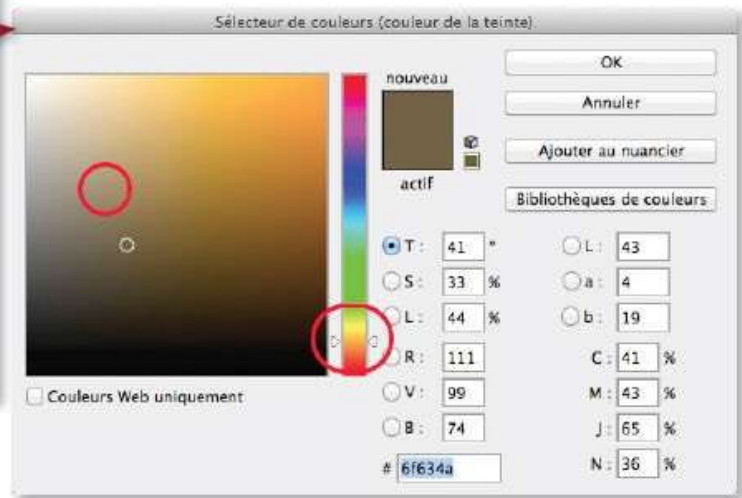 Sélecteur de couleurs (couleur de la teinte)
nouveau
actif
OK
Annuler
Ajouter au nuancier
Bibliothèques de couleurs
T : 41 °
S : 33 %
L : 44 %
R : 111
V : 99
B : 74
# 6f634a
L : 43
a : 4
b : 19
C : 41 %
M : 43 %
J : 65 %
N : 36 %
Couleurs Web uniquement